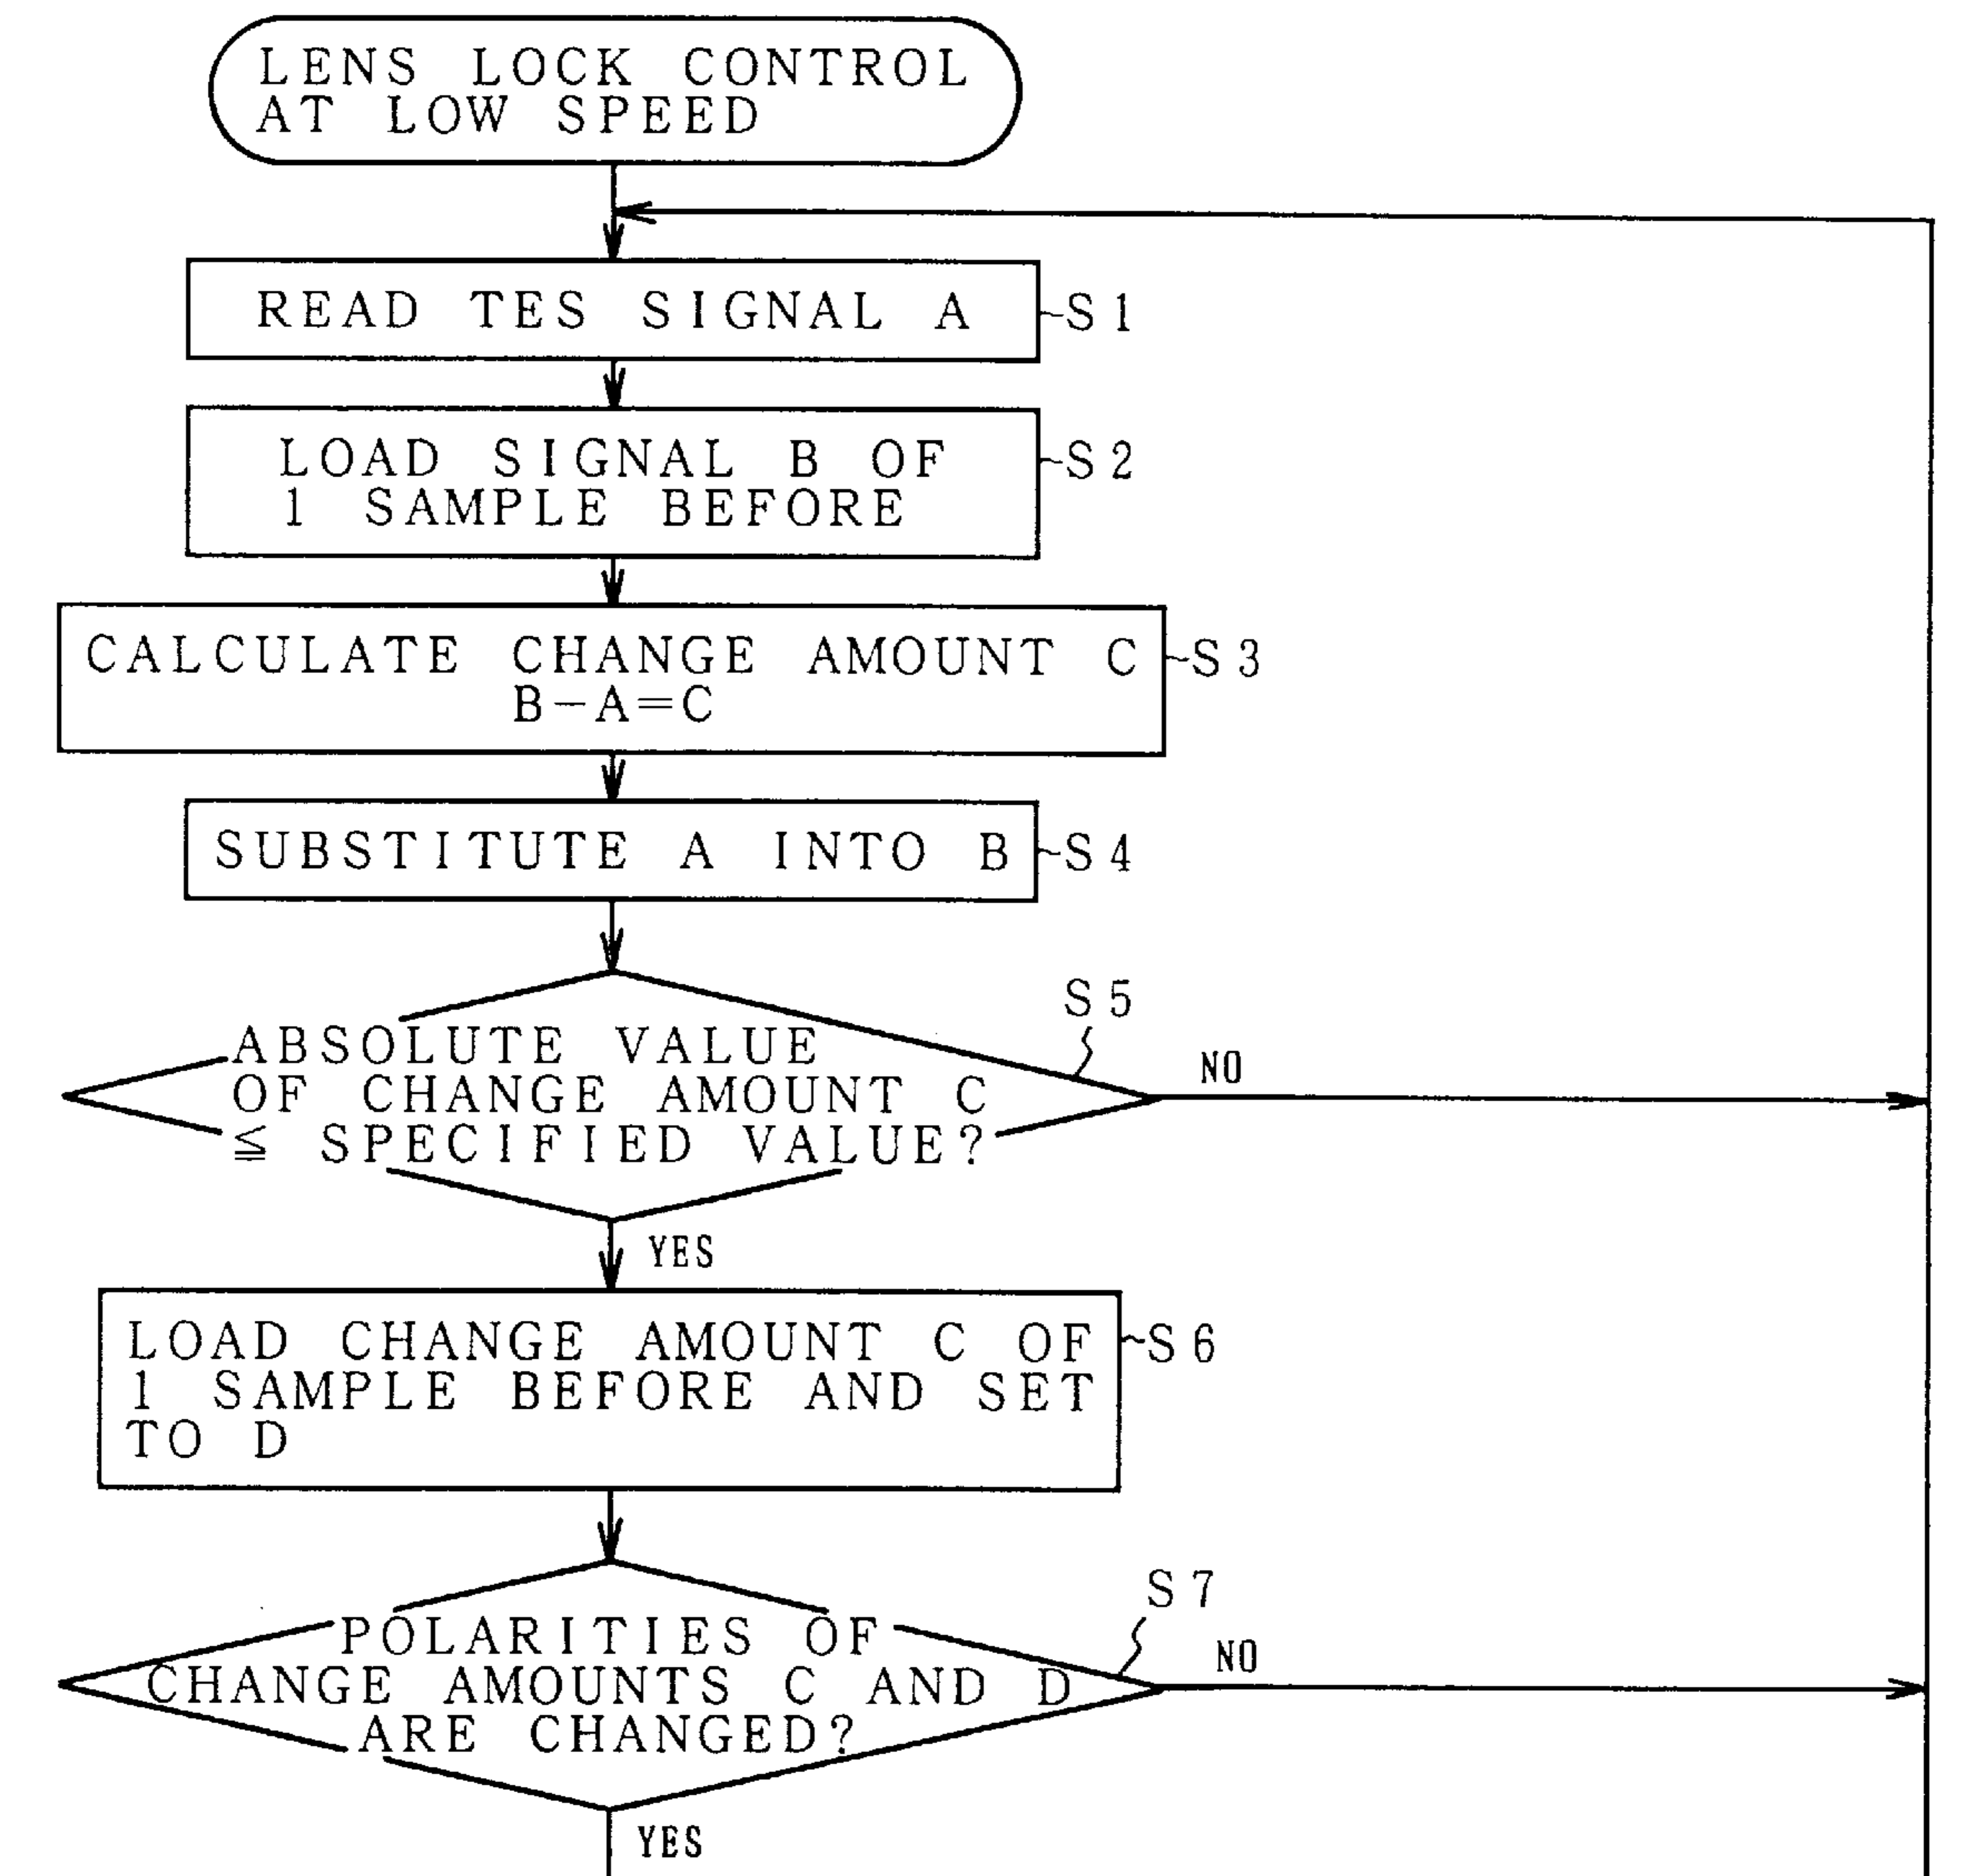 LENS LOCK CONTROL
AT LOW SPEED
READ TES SIGNAL A
S1
LOAD SIGNAL B OF
1 SAMPLE BEFORE
S2
CALCULATE CHANGE AMOUNT C
B-A=C
S3
SUBSTITUTE A INTO B
S4
S5
ABSOLUTE VALUE
OF CHANGE AMOUNT C
≦ SPECIFIED VALUE?
NO
YES
LOAD CHANGE AMOUNT C OF
1 SAMPLE BEFORE AND SET
TO D
S6
S7
POLARITIES OF
CHANGE AMOUNTS C AND D
ARE CHANGED?
NO
YES